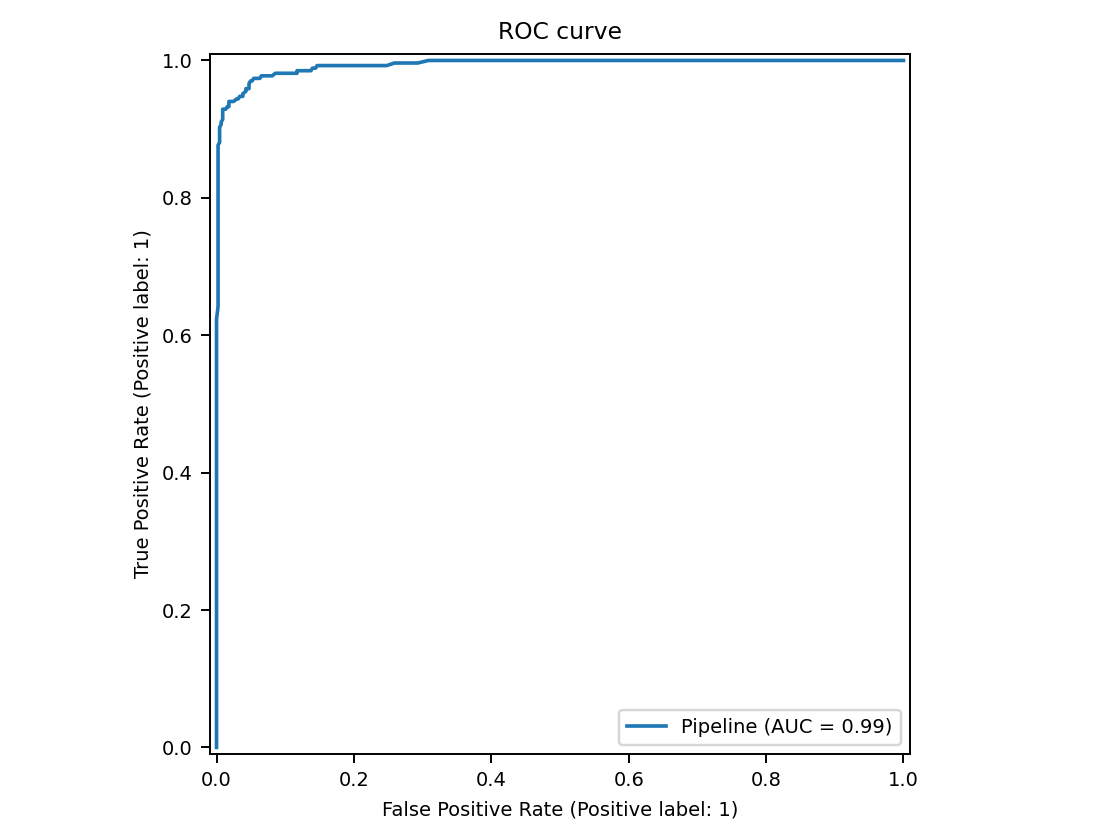 ROC curve
1.0
0.8
0.6
0.4
0.2
0.0
True Positive Rate (Positive label: 1)
Pipeline (AUC = 0.99)
0.0 0.2 0.4 0.6 0.8 1.0
False Positive Rate (Positive label: 1)